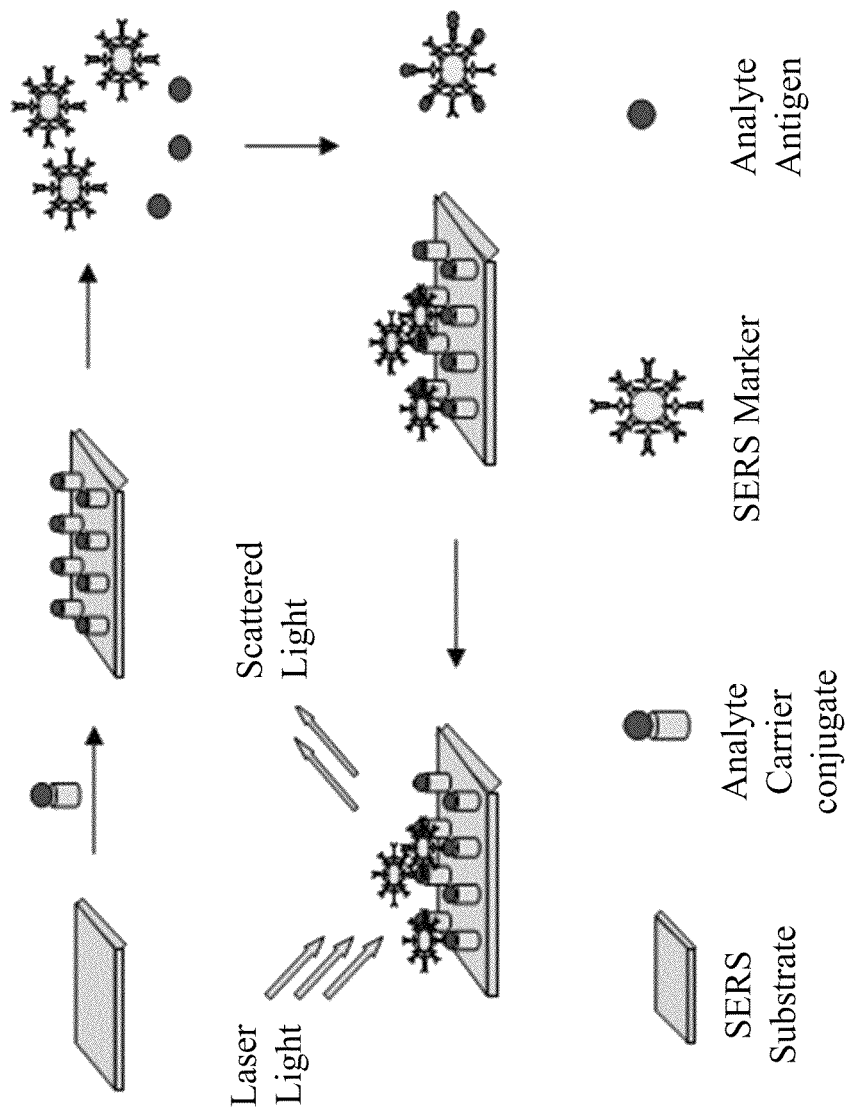 Laser
Light
Scattered
Light
SERS
Substrate
Analyte
Carrier
conjugate
SERS Marker
Analyte
Antigen